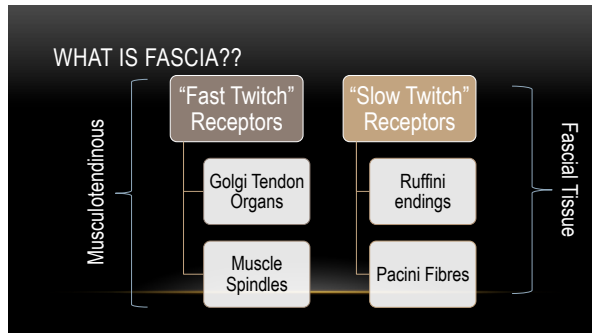 WHAT IS FASCIA??
Musculotendinous
“Fast Twitch”
Receptors
Golgi Tendon
Organs
Muscle
Spindles
“Slow Twitch”
Receptors
Ruffini
endings
Pacini Fibres
Fascial Tissue